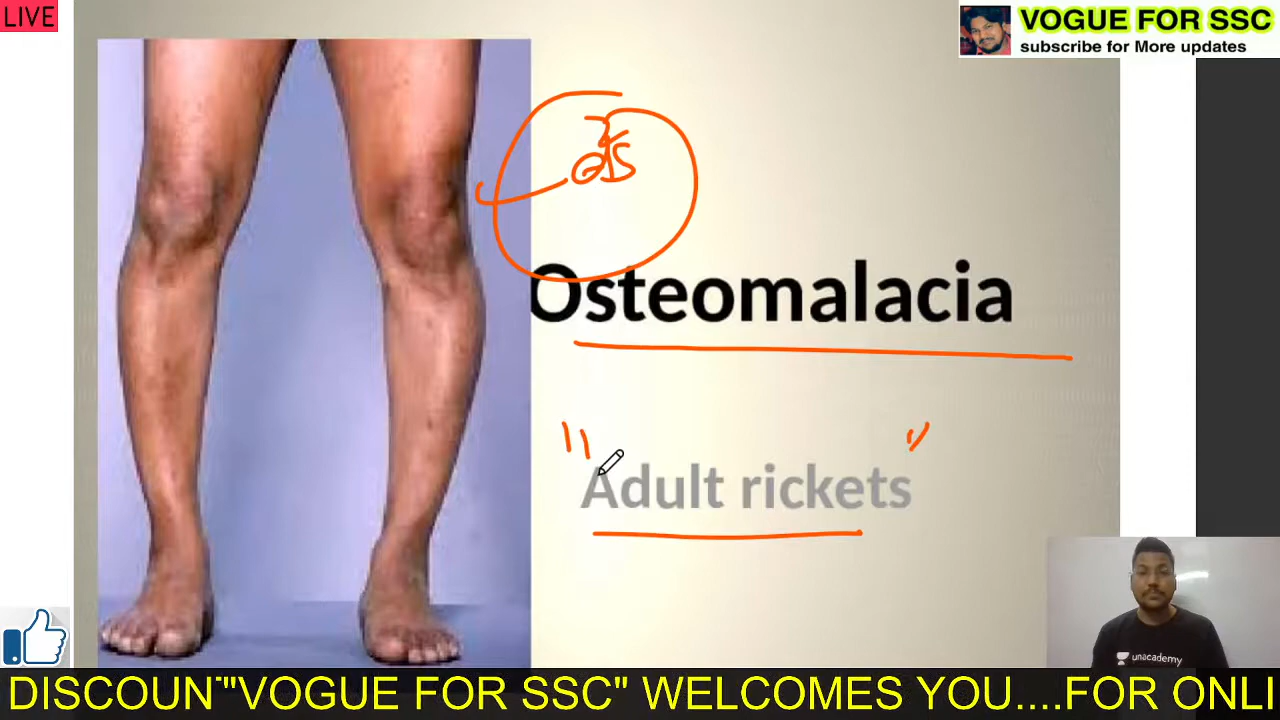 LIVE
VOGUE FOR SSC
subscribe for More updates
Osteomalacia
"Adult rickets"
unacademy
DISCOUN""VOGUE FOR SSC" WELCOMES YOU....FOR ONLI